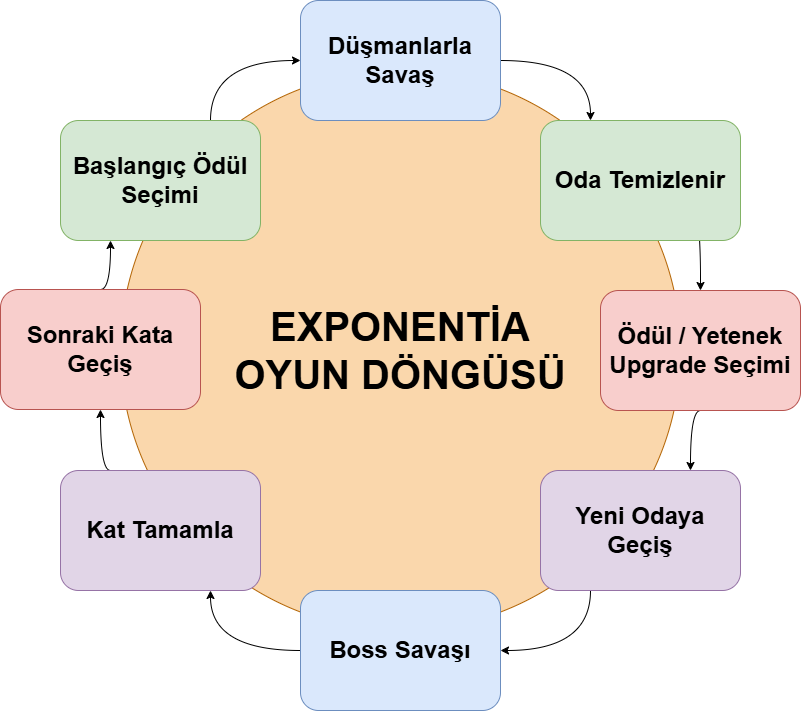 Düşmanlarla
Savaş
Başlangıç Ödül
Seçimi
Oda Temizlenir
EXPONENTİA
OYUN DÖNGÜSÜ
Sonraki Kata
Geçiş
Ödül / Yetenek
Upgrade Seçimi
Kat Tamamla
Yeni Odaya
Geçiş
Boss Savaşı